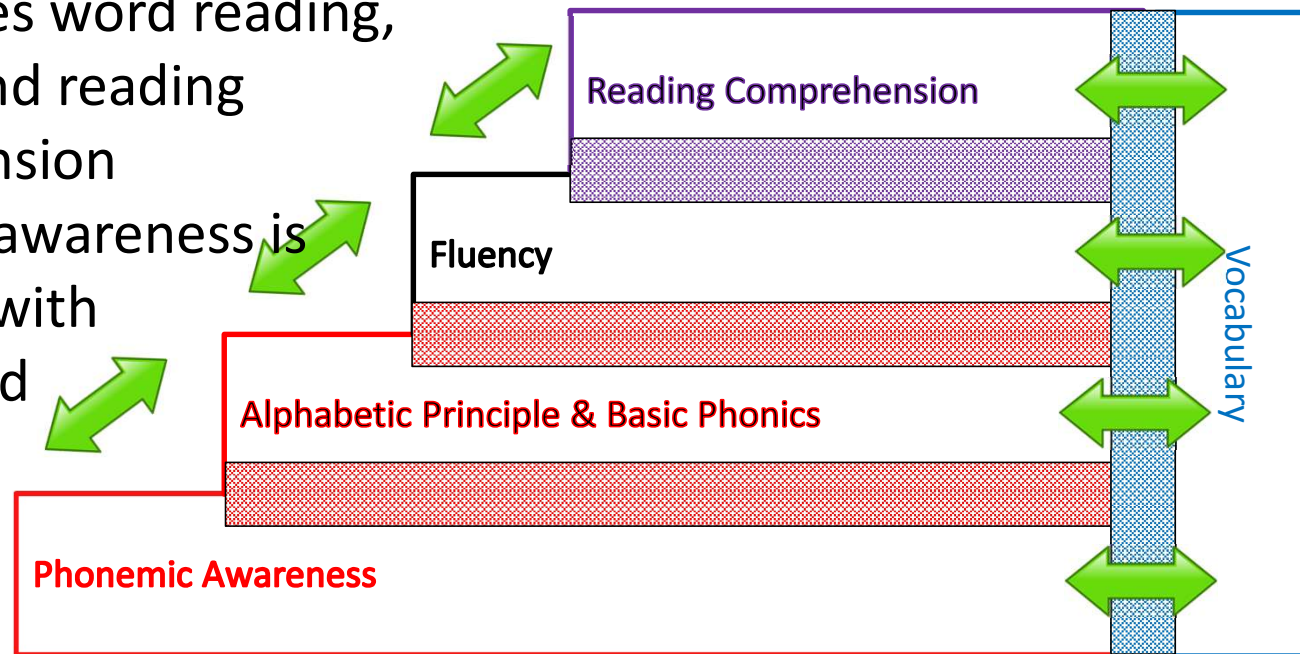 es word reading,
nd reading
nsion
awareness is
with
d
Reading Comprehension
Fluency
Alphabetic Principle & Basic Phonics
Phonemic Awareness
Vocabulary